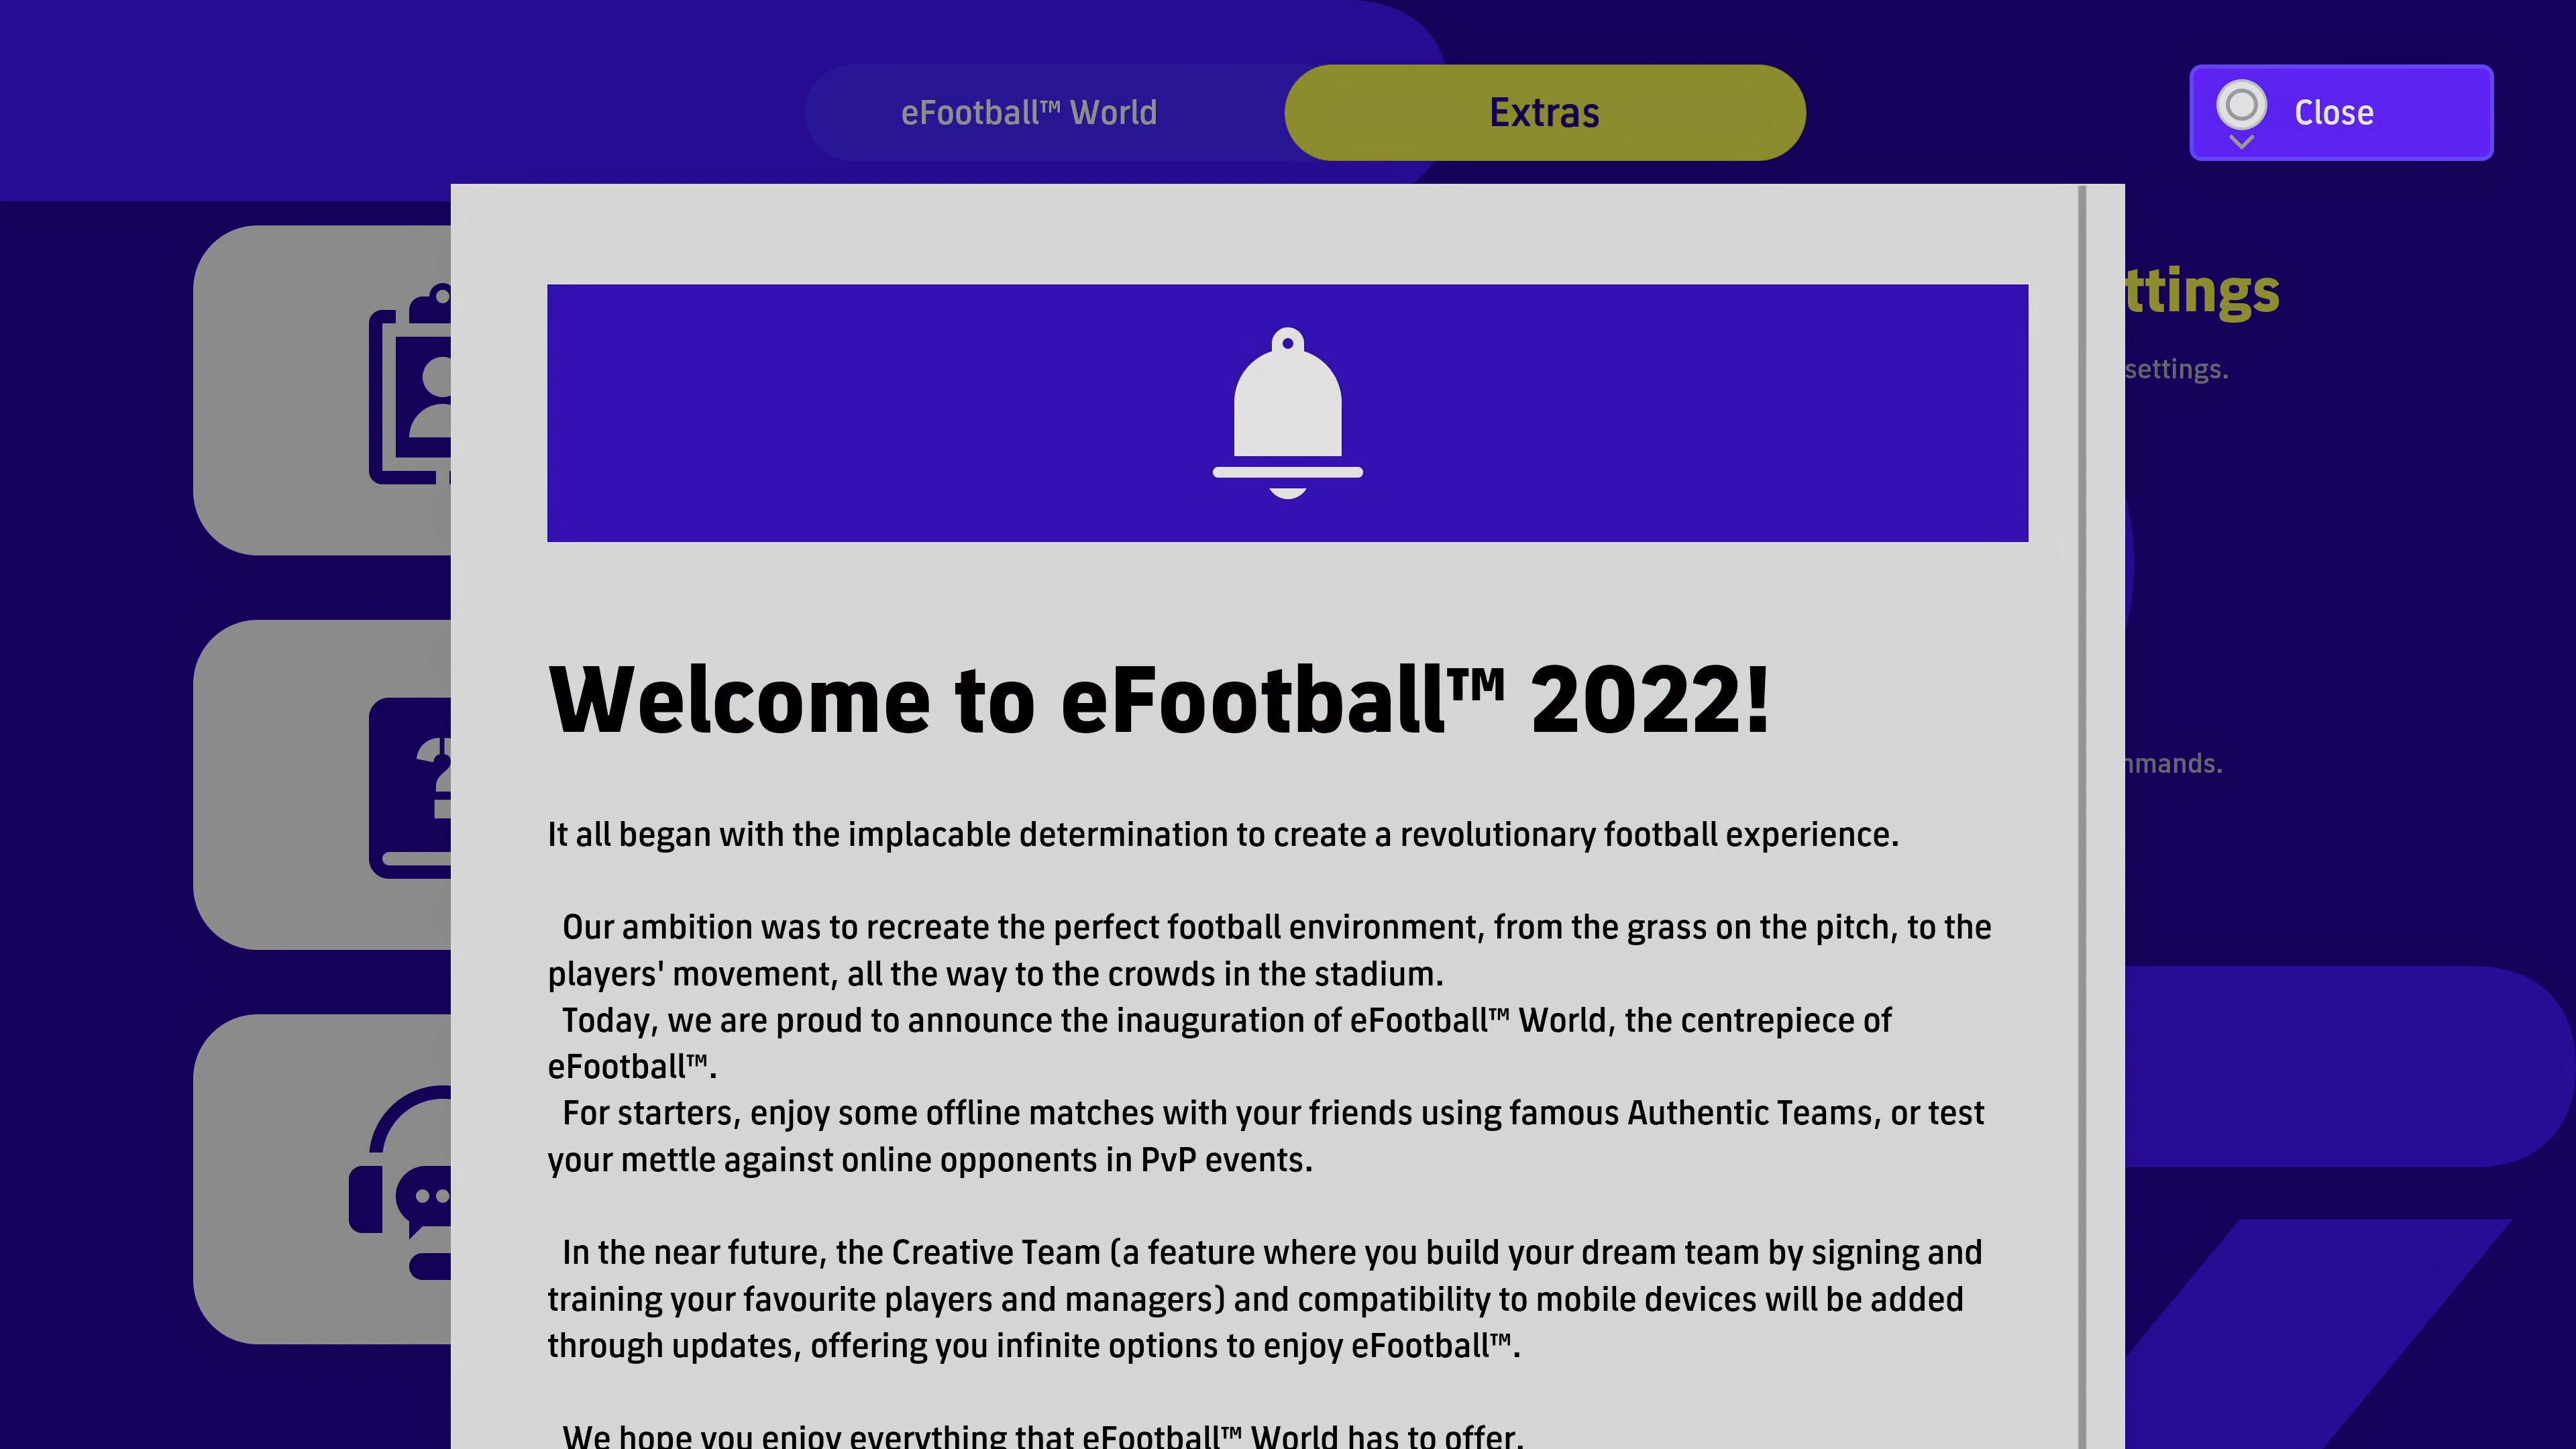 eFootball™ World
Extras
Close
ttings
settings.
Welcome to eFootball™ 2022!
It all began with the implacable determination to create a revolutionary football experience.
Our ambition was to recreate the perfect football environment, from the grass on the pitch, to the
players' movement, all the way to the crowds in the stadium.
Today, we are proud to announce the inauguration of eFootball™ World, the centrepiece of
eFootball™.
For starters, enjoy some offline matches with your friends using famous Authentic Teams, or test
your mettle against online opponents in PvP events.
In the near future, the Creative Team (a feature where you build your dream team by signing and
training your favourite players and managers) and compatibility to mobile devices will be added
through updates, offering you infinite options to enjoy eFootball™.
We hope you enjoy everything that eFootball™ World has to offer.